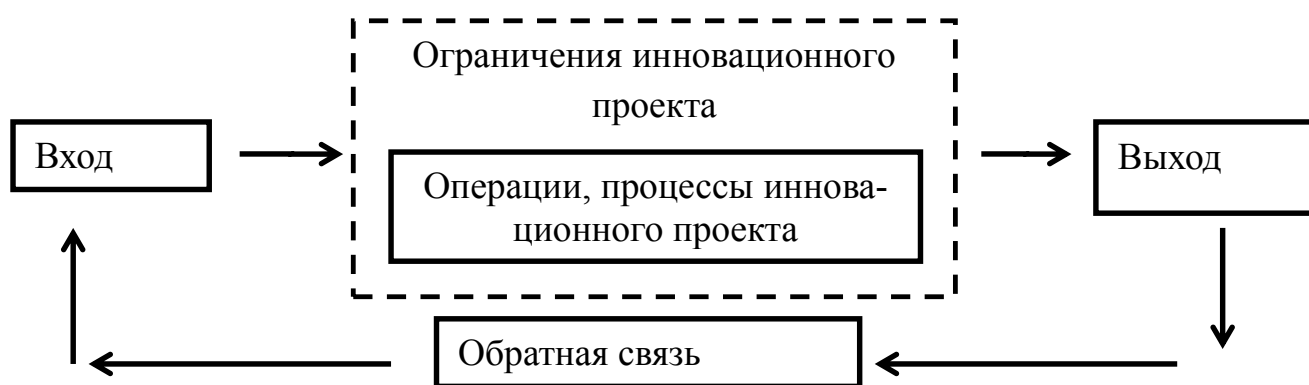 Ограничения инновационного
проекта
Вход
Выход
Операции, процессы иннова-
ционного проекта
Обратная связь